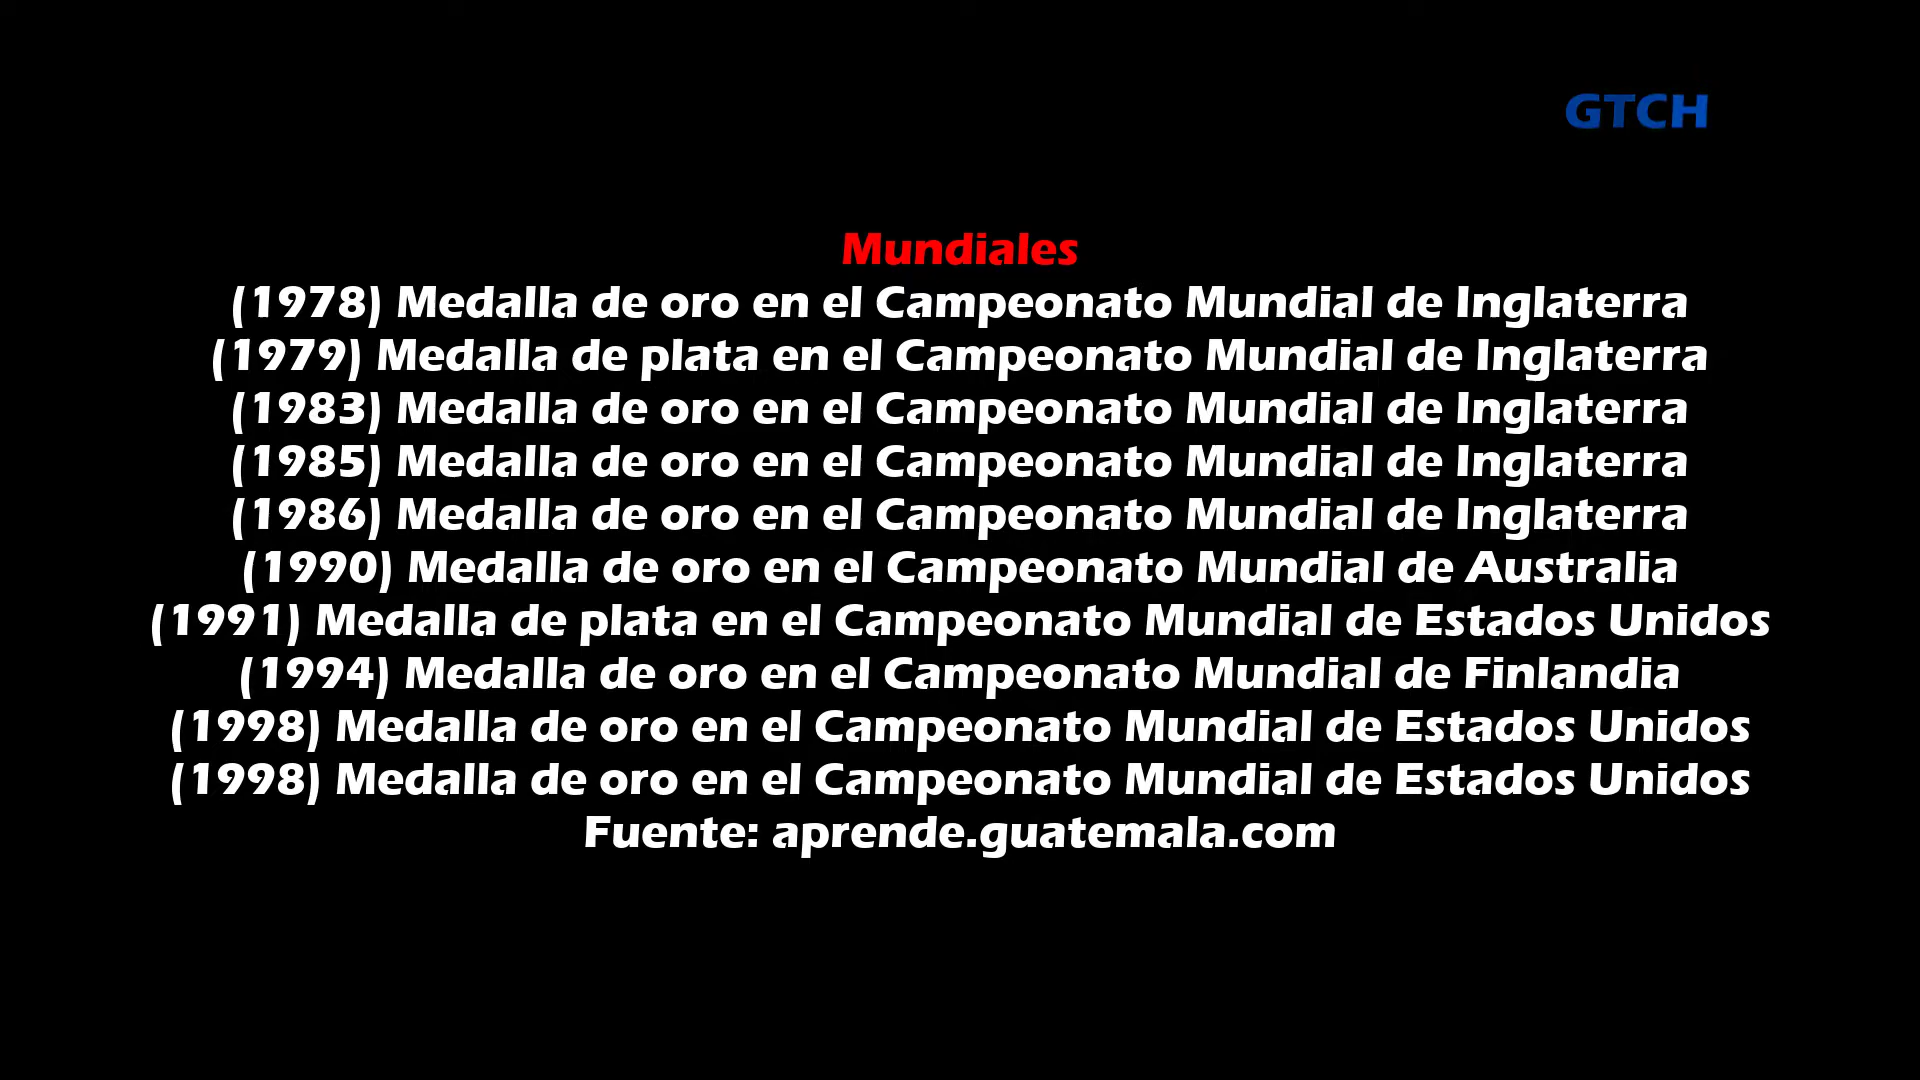 GTCH
Mundiales
(1978) Medalla de oro en el Campeonato Mundial de Inglaterra
(1979) Medalla de plata en el Campeonato Mundial de Inglaterra
(1983) Medalla de oro en el Campeonato Mundial de Inglaterra
(1985) Medalla de oro en el Campeonato Mundial de Inglaterra
(1986) Medalla de oro en el Campeonato Mundial de Inglaterra
(1990) Medalla de oro en el Campeonato Mundial de Australia
(1991) Medalla de plata en el Campeonato Mundial de Estados Unidos
(1994) Medalla de oro en el Campeonato Mundial de Finlandia
(1998) Medalla de oro en el Campeonato Mundial de Estados Unidos
(1998) Medalla de oro en el Campeonato Mundial de Estados Unidos
Fuente: aprende.guatemala.com